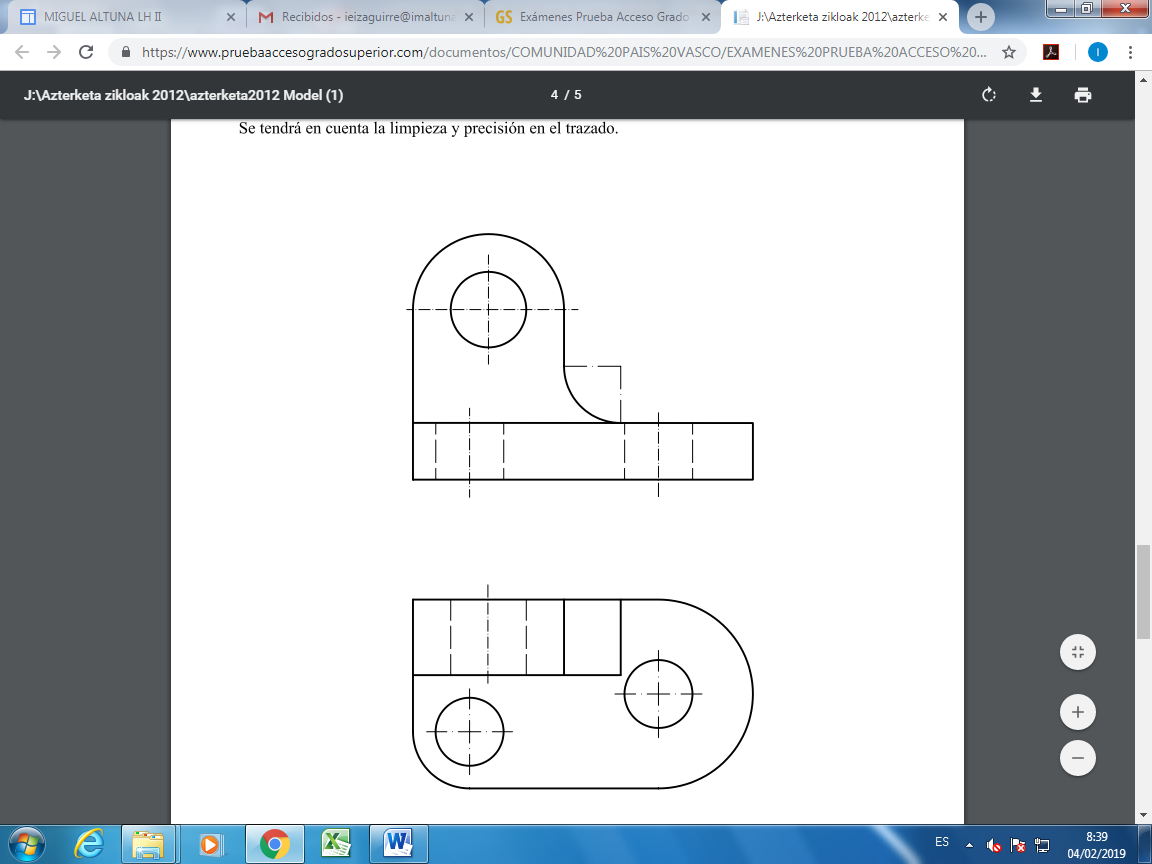 MIGUEL ALTUNA LH II
Recibidos - ieizaguirre@imaltuna
Exámenes Prueba Acceso Grado
J:\Azterketa zikloak 2012\azterke
https://www.pruebaaccesogradosuperior.com/documentos/COMUNIDAD%20PAIS%20VASCO/EXAMENES%20PRUEBA%20ACCESO%20...
J:\Azterketa zikloak 2012\azterketa2012 Model (1)
4 / 5
Se tendrá en cuenta la limpieza y precisión en el trazado.
ES
8:39
04/02/2019